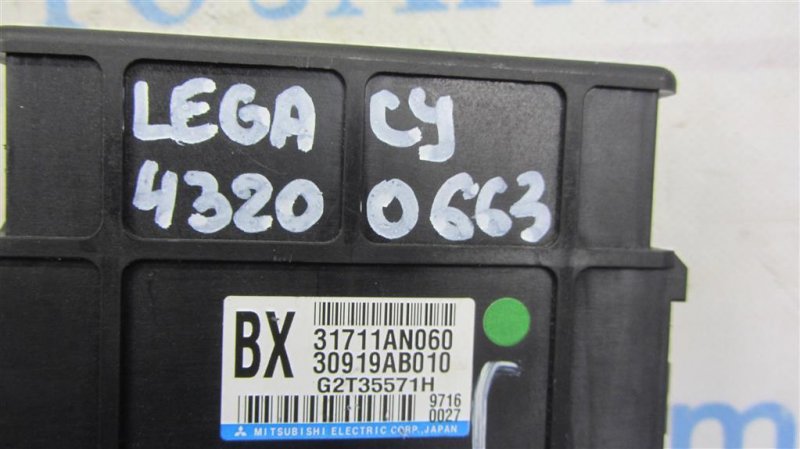 LEGA CY
4320 0663
BX 31711AN060
30919AB010
G2T35571H
9716
0027
MITSUBISHI ELECTRIC CORP., JAPAN